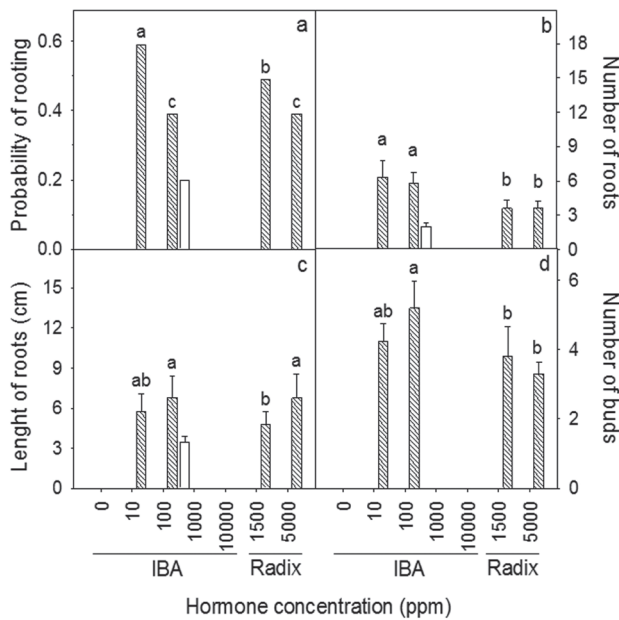 a
0.6
a
b
c
c
0.4
0.2
0.0
Probability of rooting
b
18
15
12
9
6
3
0
a
a
b
b
Number of roots
c
15
12
9
6
3
0
ab
a
b
a
Lenght of roots (cm)
d
6
4
2
0
ab
a
b
b
Number of buds
0 10 100 1000 10000 1500 5000
0 10 100 1000 10000 1500 5000
IBA Radix IBA Radix
Hormone concentration (ppm)